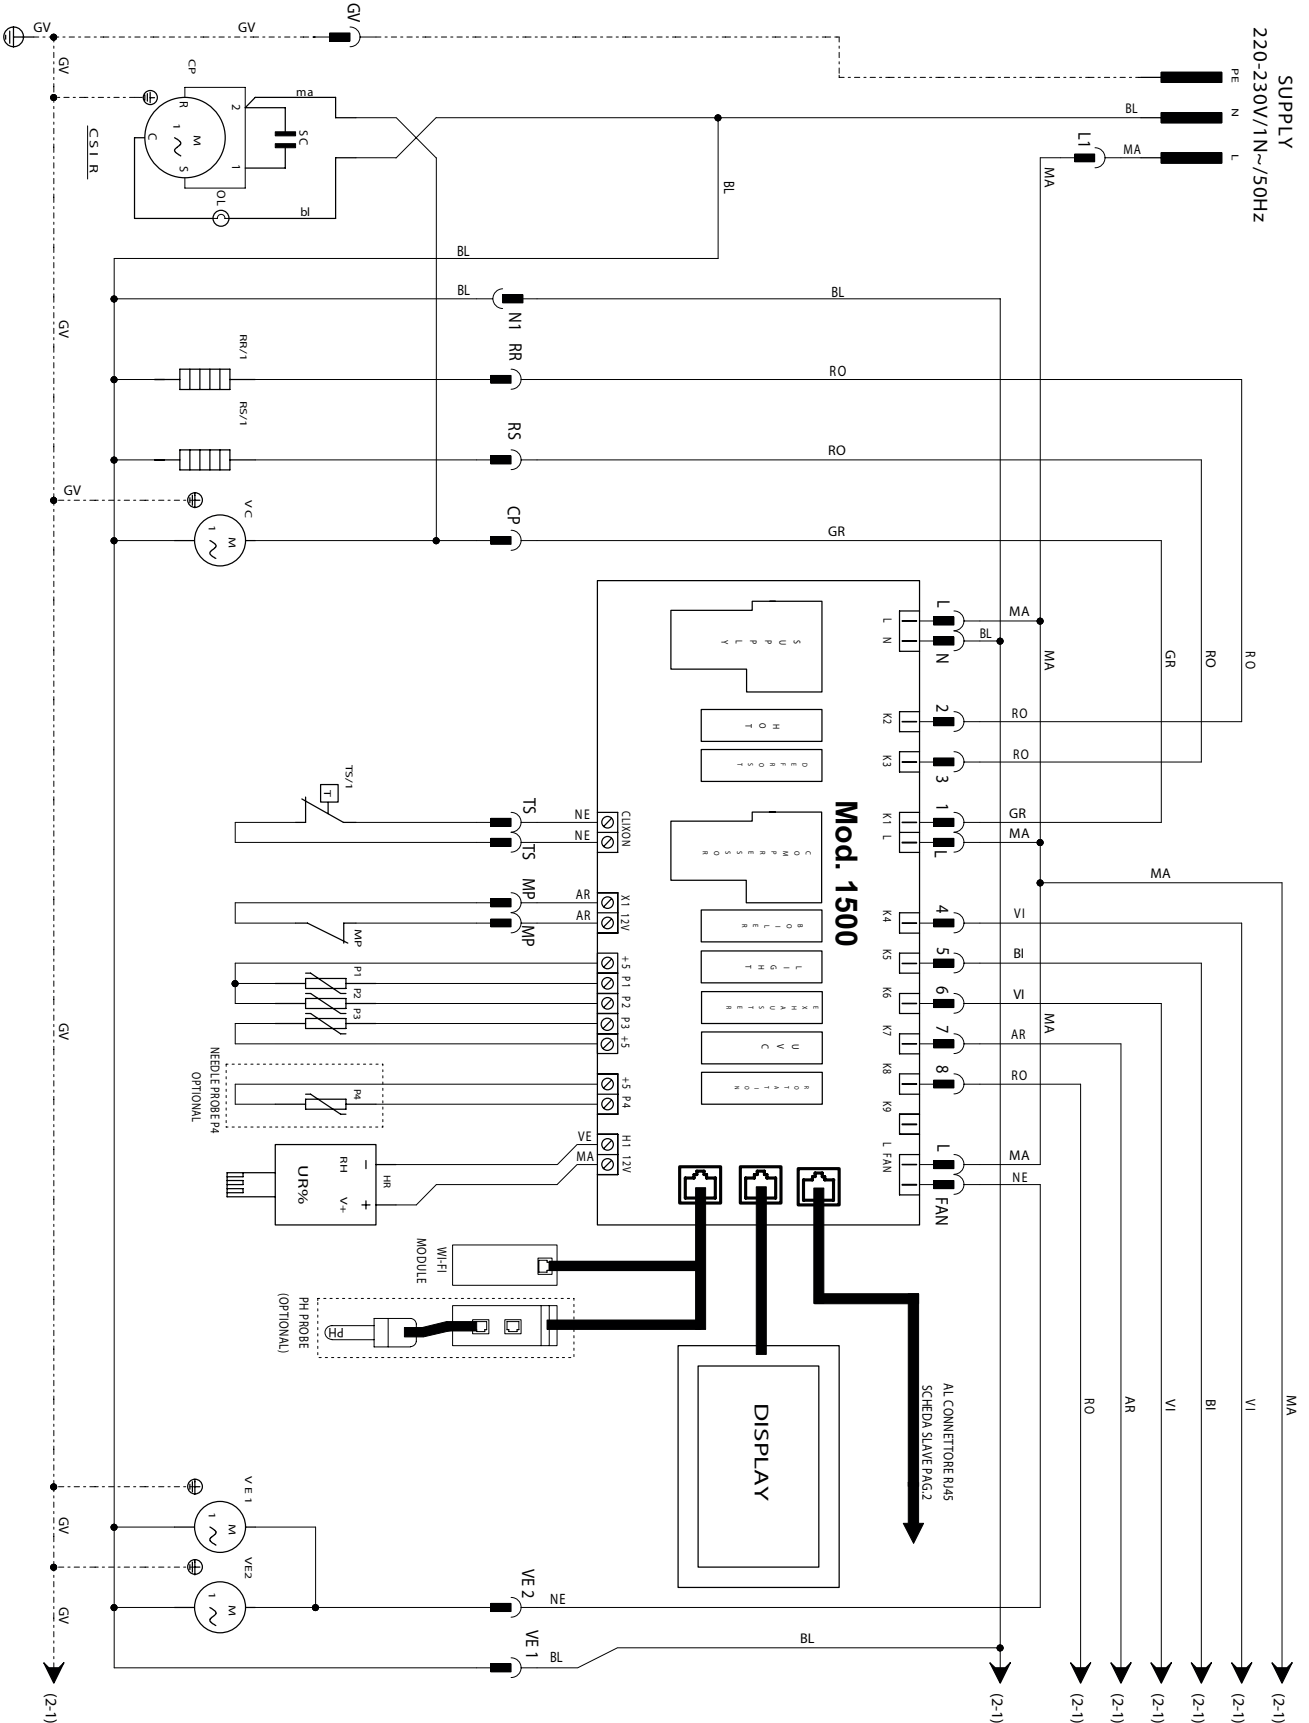 SUPPLY
220-230V/1N~/50Hz
PE
N
L
L1
MA
MA
BL
BL
GV
GV
GV
GV
CP
R
M
1
C
S
2
1
SC
ma
OL
bl
CSIR
BL
BL
N1
BL
RR/1
RR
RO
RS/1
RS
RO
GV
GV
VC
M
1
CP
GR
Mod. 1500
SUPPLY
HOT
DEFROST
COMPRESSOR
BOILER
LIGHT
EXHAUSTER
UVC
ROTATION
L
N
K2
K3
K1
L
K4
K5
K6
K7
K8
K9
L
FAN
L
N
2
3
1
L
4
5
6
7
8
L
FAN
MA
BL
RO
RO
GR
MA
VI
BI
VI
AR
RO
MA
NE
MA
GR
RO
RO
MA
MA
TS/1
T
TS
TS
NE
NE
CLIXON
MP
MP
MP
AR
AR
X1
12V
P1
P2
P3
+5
P1
P2
P3
+5
GV
NEEDLE PROBE P4
OPTIONAL
P4
+5
P4
HR
RH
V+
UR%
-
+
VE
MA
H1
12V
WI-FI
MODULE
PH PROBE
(OPTIONAL)
PH
DISPLAY
AL CONNETTORE RJ45
SCHEDA SLAVE PAG.2
RO
AR
VI
BI
VI
MA
VE1
M
1
GV
VE2
M
1
GV
VE 2
NE
VE 1
BL
BL
(2-1)
(2-1)
(2-1)
(2-1)
(2-1)
(2-1)
(2-1)
(2-1)